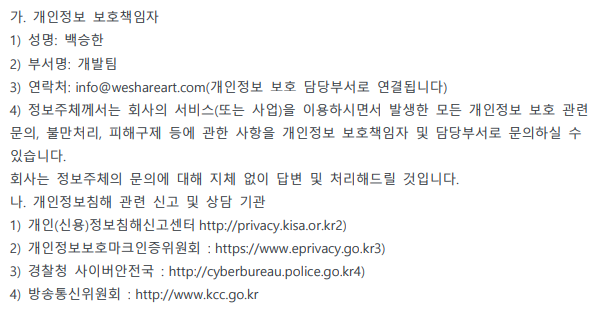 가. 개인정보 보호책임자
1) 성명: 백승한
2) 부서명: 개발팀
3) 연락처: info@weshareart.com(개인정보 보호 담당부서로 연결됩니다)
4) 정보주체께서는 회사의 서비스(또는 사업)을 이용하시면서 발생한 모든 개인정보 보호 관련
문의, 불만처리, 피해구제 등에 관한 사항을 개인정보 보호책임자 및 담당부서로 문의하실 수
있습니다.
회사는 정보주체의 문의에 대해 지체 없이 답변 및 처리해드릴 것입니다.
나. 개인정보침해 관련 신고 및 상담 기관
1) 개인(신용)정보침해신고센터 http://privacy.kisa.or.kr2)
2) 개인정보보호마크인증위원회 : https://www.eprivacy.go.kr3)
3) 경찰청 사이버안전국 : http://cyberbureau.police.go.kr4)
4) 방송통신위원회 : http://www.kcc.go.kr